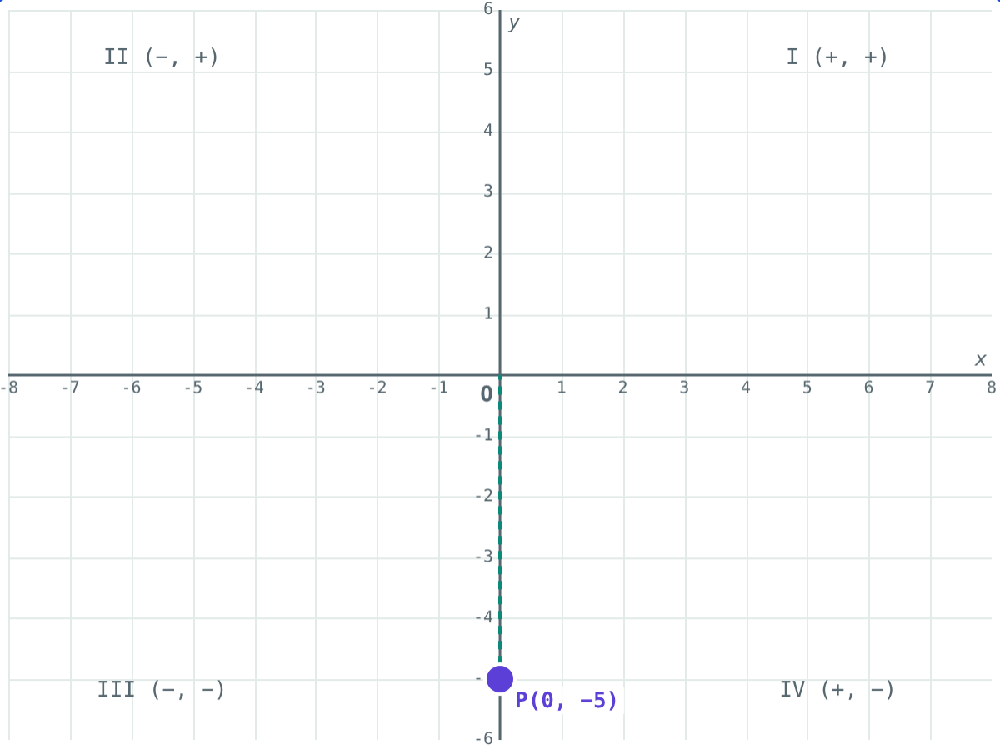 6
y
II (−, +)
I (+, +)
5
4
3
2
1
x
-8 -7 -6 -5 -4 -3 -2 -1 0 1 2 3 4 5 6 7 8
-1
-2
-3
-4
III (−, −)
IV (+, −)
P(0, −5)
-6